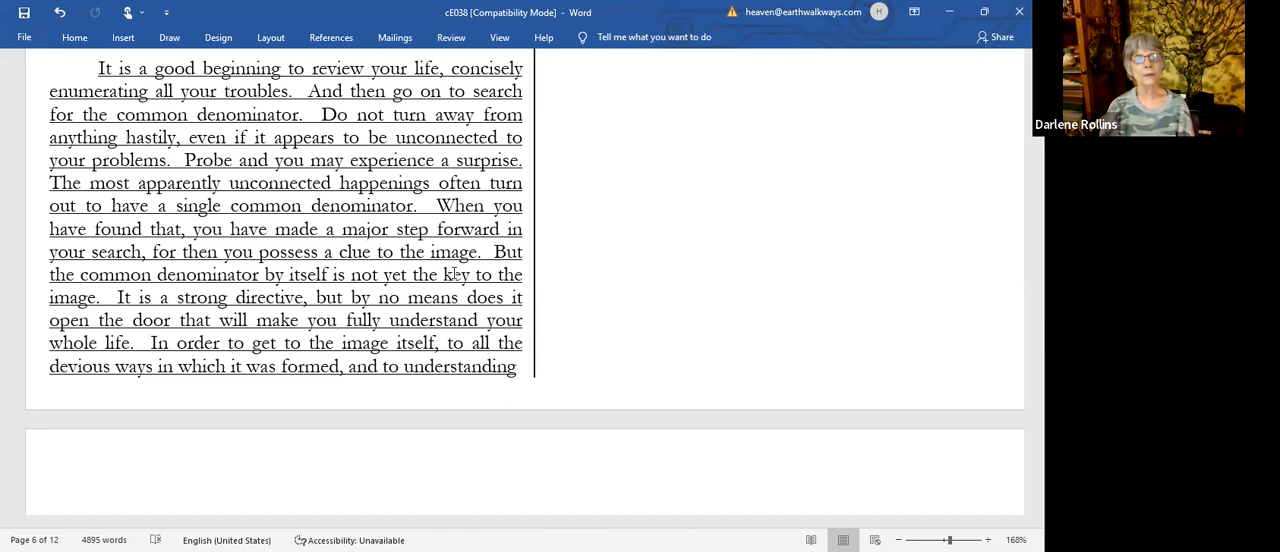 cE038 [Compatibility Mode] - Word
heaven@earthwalkways.com
H
File Home Insert Draw Design Layout References Mailings Review View Help Tell me what you want to do Share
It is a good beginning to review your life, concisely
enumerating all your troubles. And then go on to search
for the common denominator. Do not turn away from
anything hastily, even if it appears to be unconnected to
your problems. Probe and you may experience a surprise.
The most apparently unconnected happenings often turn
out to have a single common denominator. When you
have found that, you have made a major step forward in
your search, for then you possess a clue to the image. But
the common denominator by itself is not yet the key to the
image. It is a strong directive, but by no means does it
open the door that will make you fully understand your
whole life. In order to get to the image itself, to all the
devious ways in which it was formed, and to understanding
Darlene Rollins
Page 6 of 12 4895 words English (United States) Accessibility: Unavailable 168%